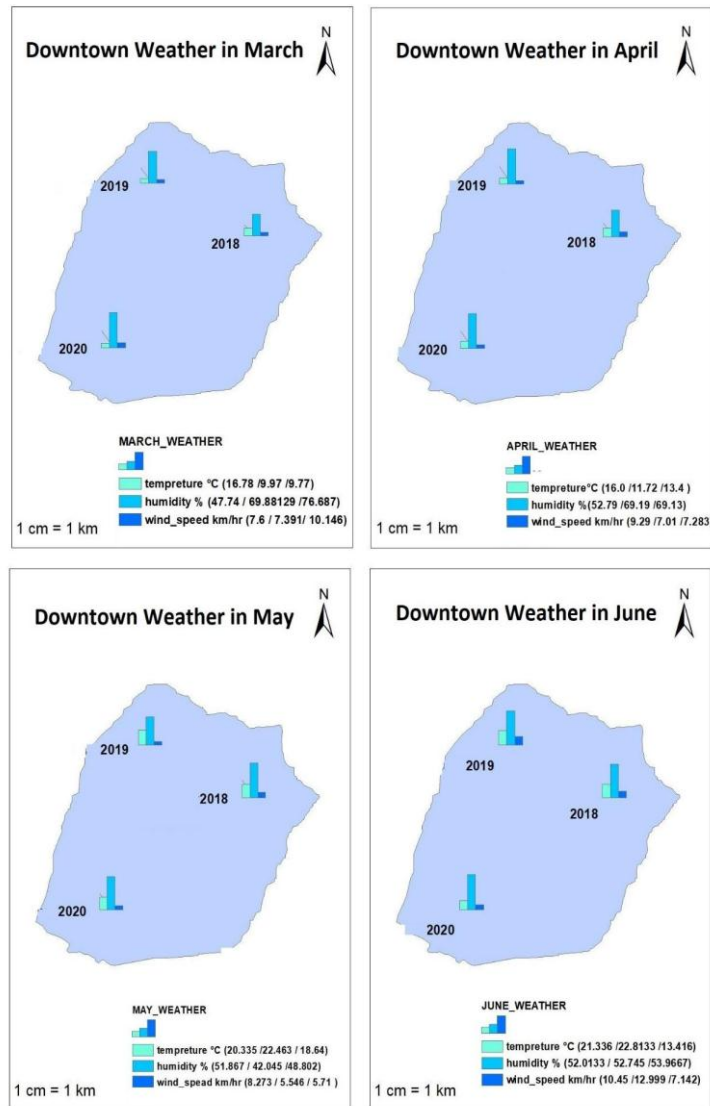 N
Downtown Weather in March
2019
2018
2020
MARCH_WEATHER
tempreture °C (16.78 /9.97 /9.77)
humidity % (47.74 / 69.88129 /76.687)
wind_speed km/hr (7.6 / 7.391/ 10.146)
1 cm = 1 km
N
Downtown Weather in April
2019
2018
2020
APRIL_WEATHER
- -
tempreture°C (16.0 /11.72 /13.4 )
humidity %(52.79 /69.19 /69.13)
wind_speed km/hr (9.29 /7.01 /7.283)
1 cm = 1 km
N
Downtown Weather in May
2019
2018
2020
MAY_WEATHER
tempreture °C (20.335 /22.463 / 18.64)
humidity % (51.867 / 42.045 /48.802)
wind_spead km/hr (8.273 / 5.546 / 5.71 )
1 cm = 1 km
N
Downtown Weather in June
2019
2018
2020
JUNE_WEATHER
tempreture °C (21.336 /22.8133 /13.416)
humidity % (52.0133 / 52.745 /53.9667)
wind_speed km/hr (10.45 /12.999 /7.142)
1 cm = 1 km